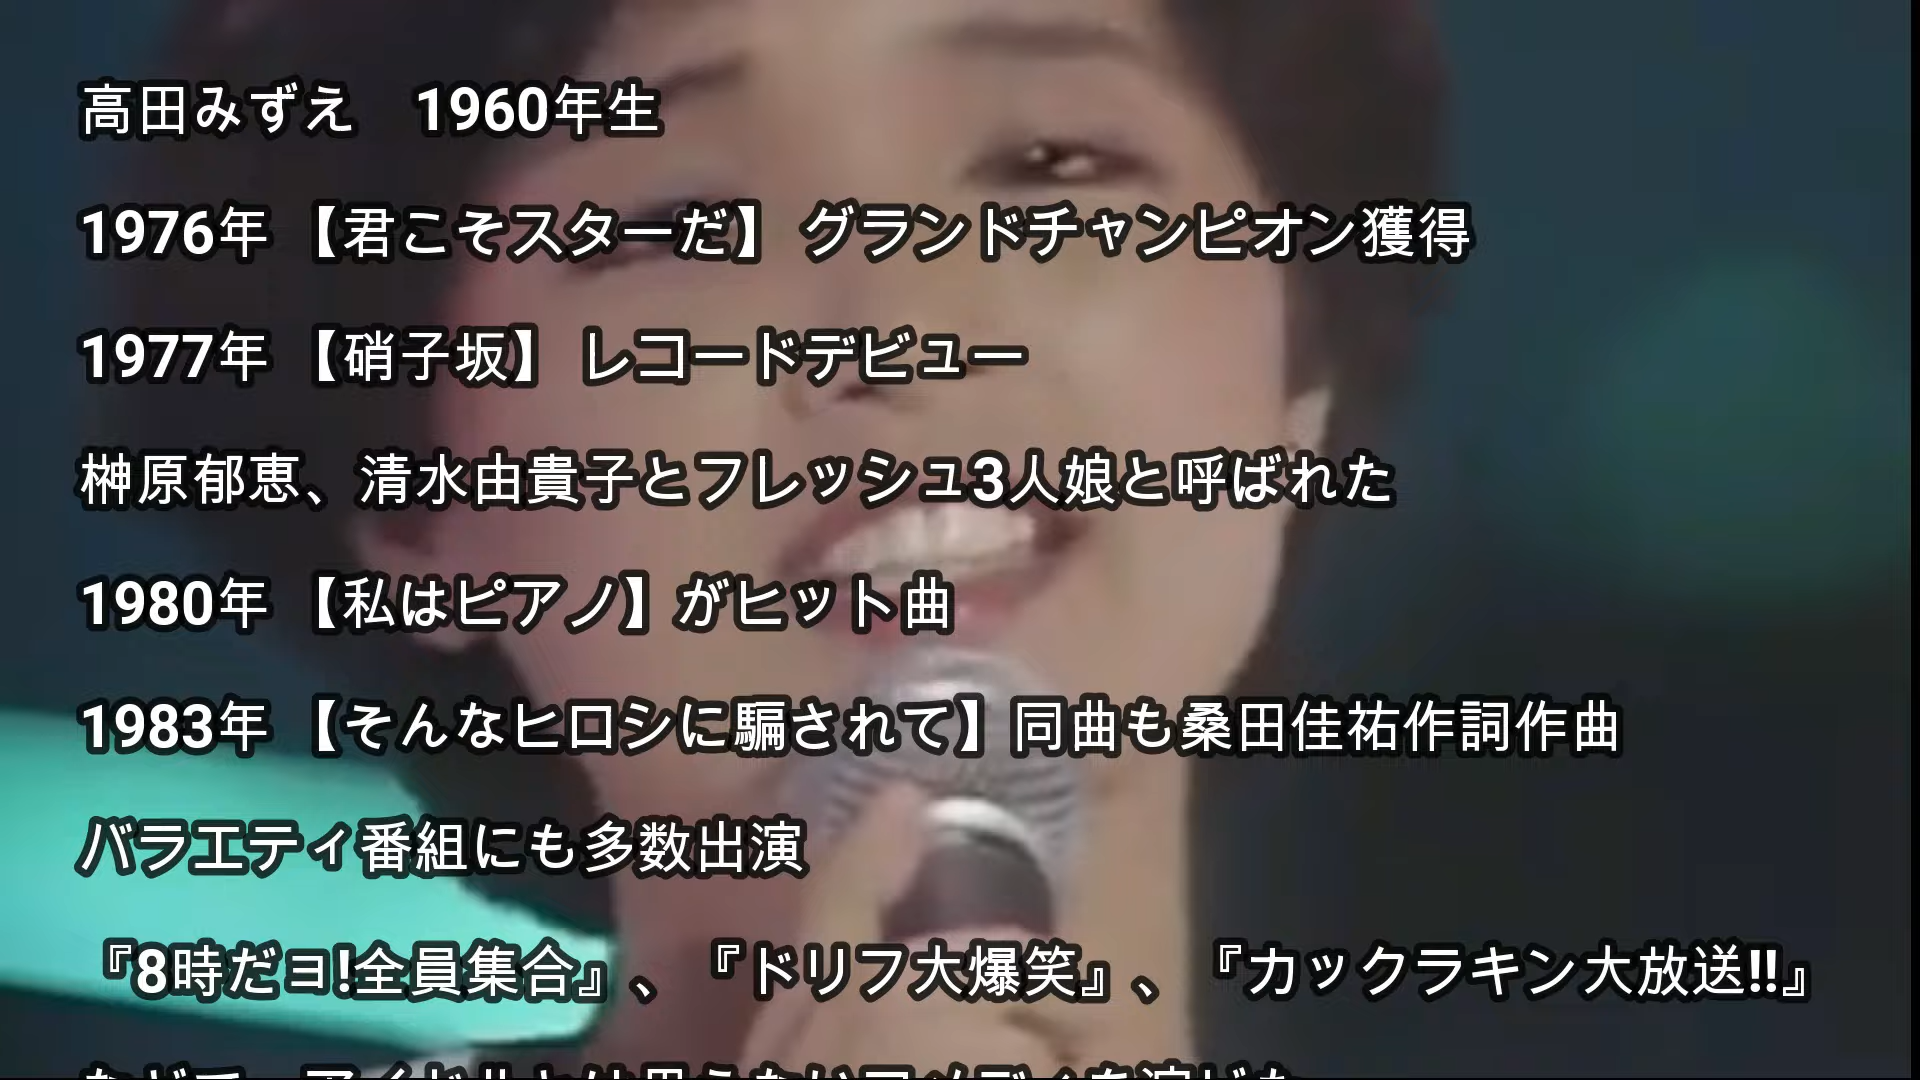 高田みずえ　1960年生
1976年 【君こそスターだ】 グランドチャンピオン獲得
1977年 【硝子坂】 レコードデビュー
榊原郁恵、清水由貴子とフレッシュ3人娘と呼ばれた
1980年 【私はピアノ】がヒット曲
1983年 【そんなヒロシに騙されて】同曲も桑田佳祐作詞作曲
バラエティ番組にも多数出演
『8時だヨ!全員集合』、『ドリフ大爆笑』、『カックラキン大放送!!』